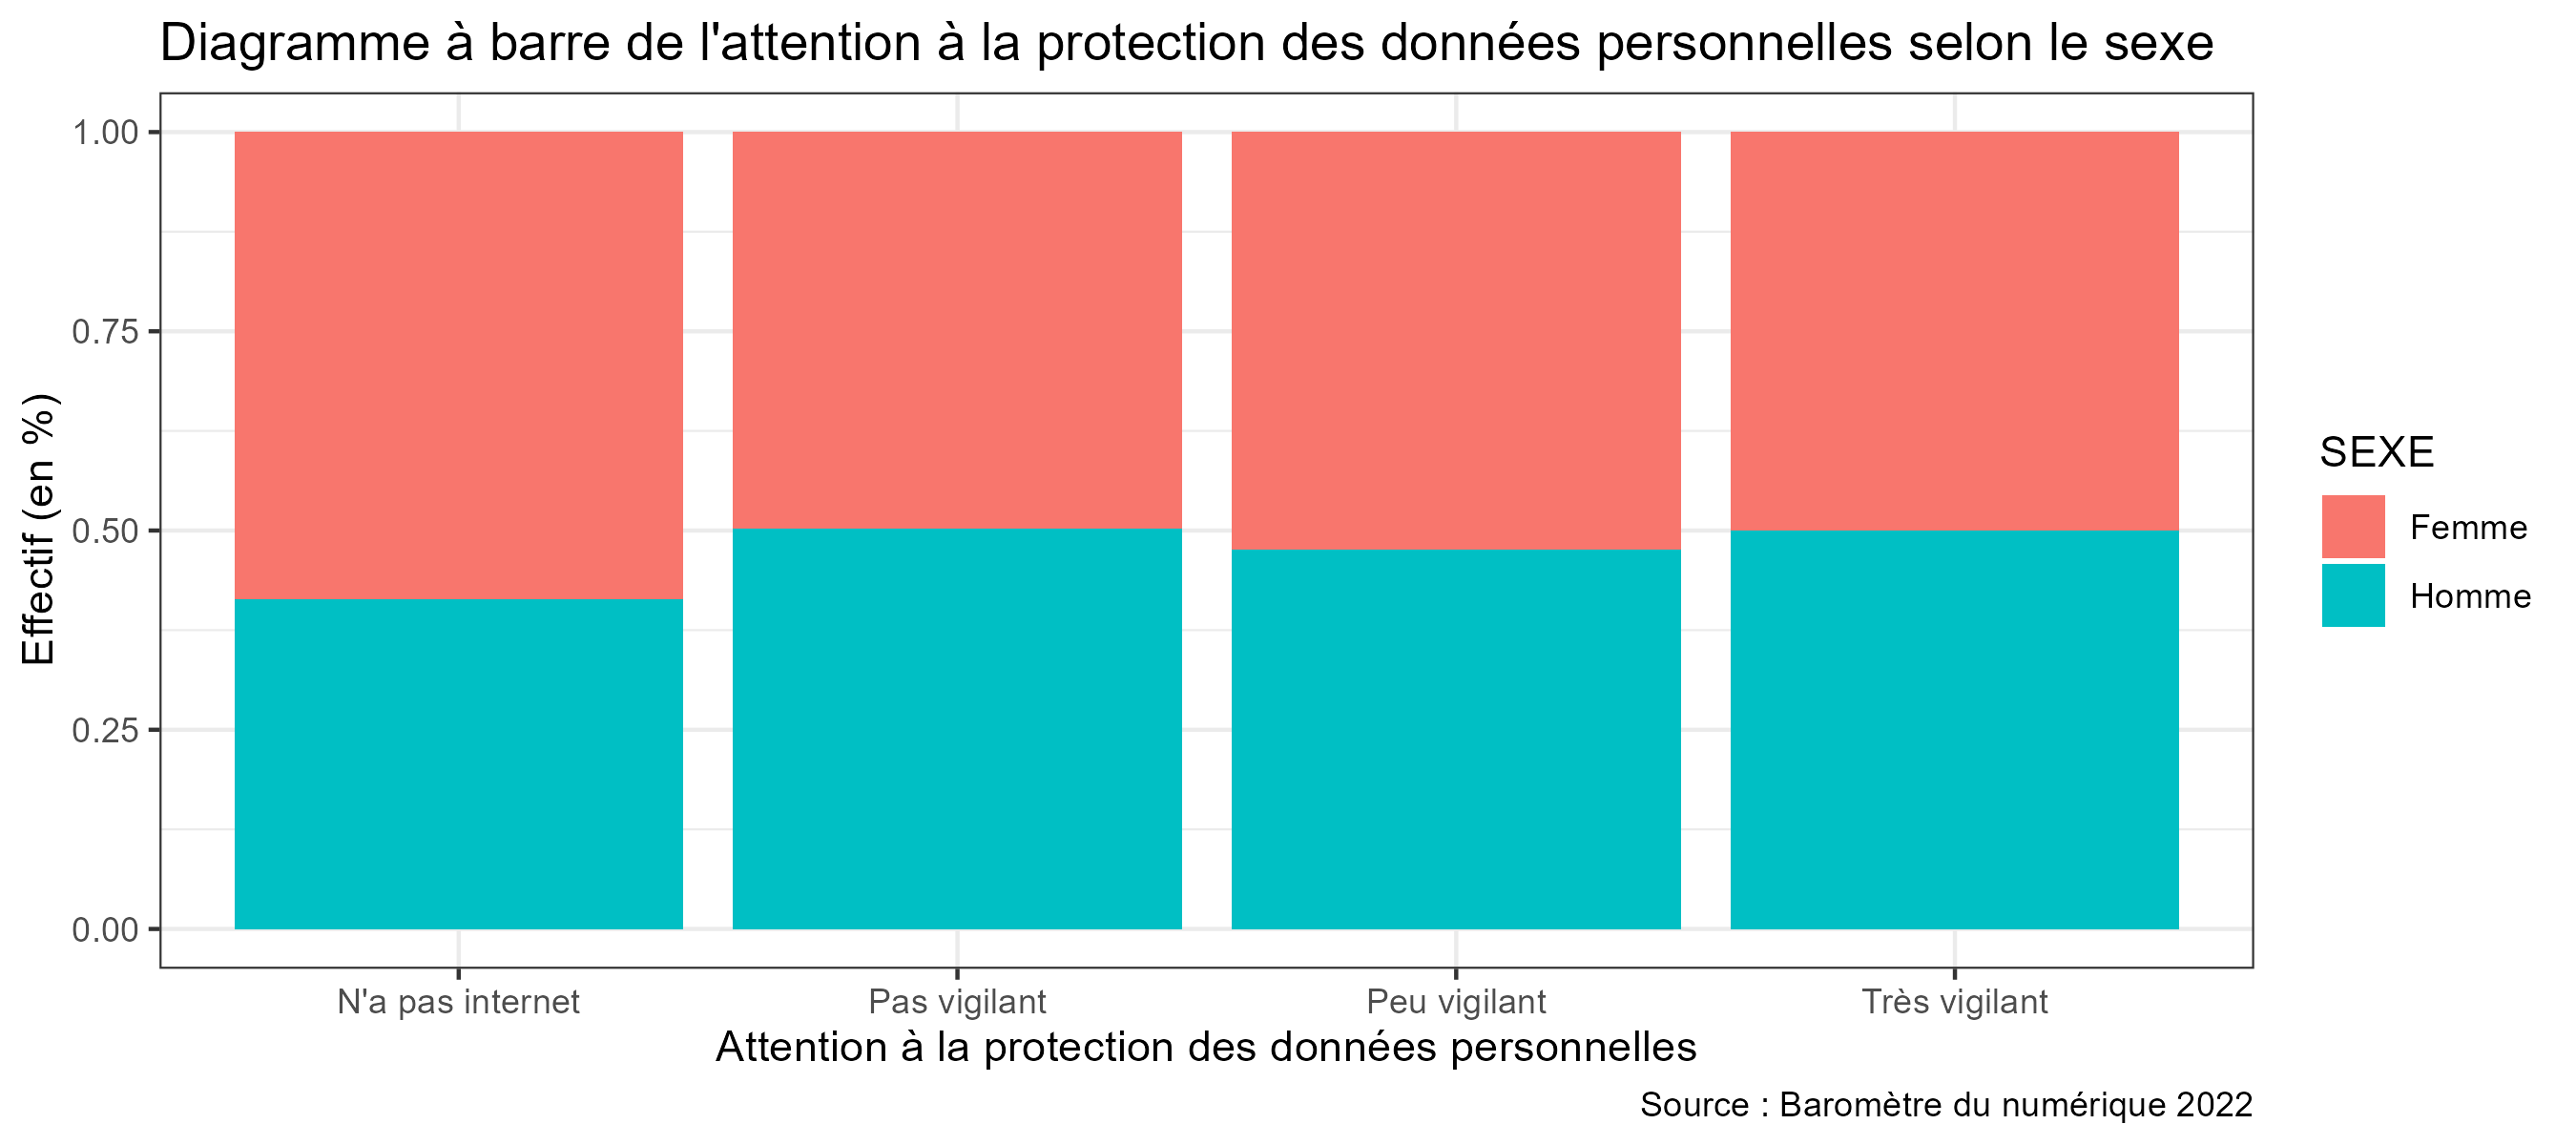 Diagramme à barre de l'attention à la protection des données personnelles selon le sexe
Effectif (en %)
1.00
0.75
0.50
0.25
0.00
N'a pas internet
Pas vigilant
Peu vigilant
Très vigilant
Attention à la protection des données personnelles
SEXE
Femme
Homme
Source : Baromètre du numérique 2022